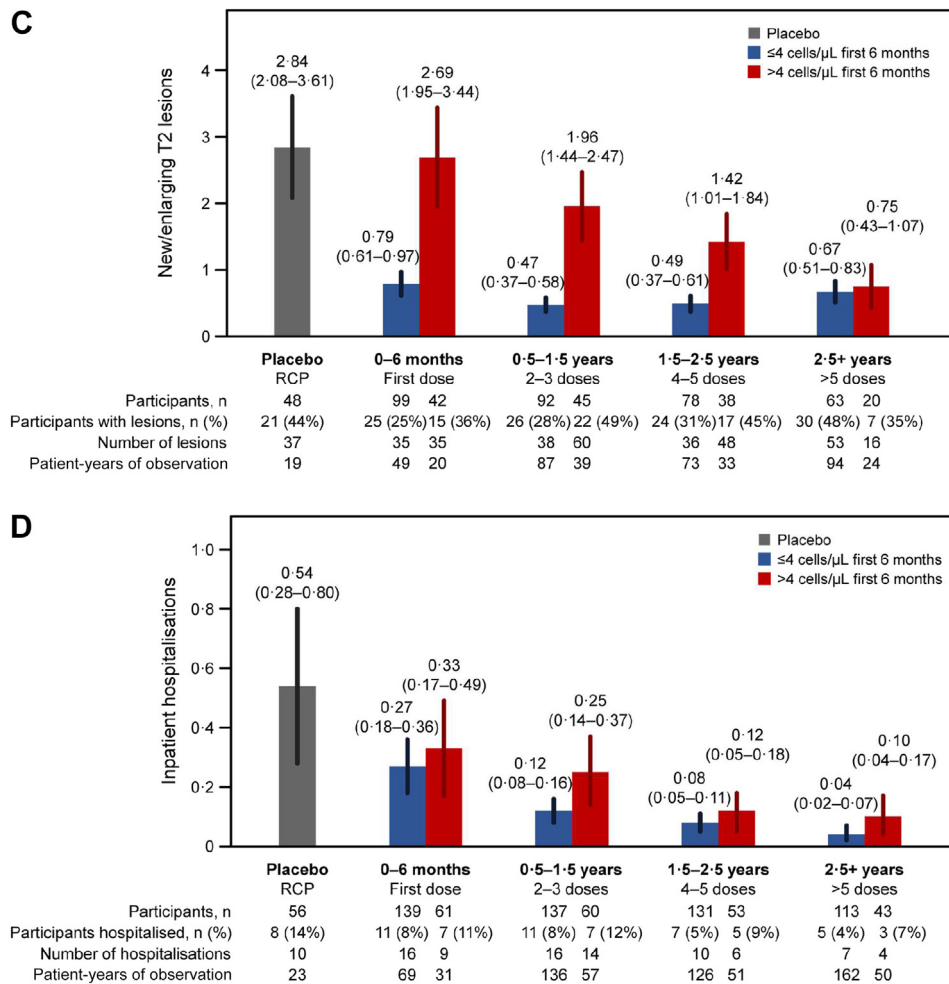 C
Placebo
≤4 cells/µL first 6 months
>4 cells/µL first 6 months
New/enlarging T2 lesions
4
3
2
1
0
2·84
(2·08–3·61)
0·79
(0·61–0·97)
2·69
(1·95–3·44)
0·47
(0·37–0·58)
1·96
(1·44–2·47)
0·49
(0·37–0·61)
1·42
(1·01–1·84)
0·67
(0·51–0·83)
0·75
(0·43–1·07)
Placebo 0–6 months 0·5–1·5 years 1·5–2·5 years 2·5+ years
RCP First dose 2–3 doses 4–5 doses >5 doses
Participants, n 48 99 42 92 45 78 38 63 20
Participants with lesions, n (%) 21 (44%) 25 (25%) 15 (36%) 26 (28%) 22 (49%) 24 (31%) 17 (45%) 30 (48%) 7 (35%)
Number of lesions 37 35 35 38 60 36 48 53 16
Patient-years of observation 19 49 20 87 39 73 33 94 24
D
Placebo
≤4 cells/µL first 6 months
>4 cells/µL first 6 months
Inpatient hospitalisations
1·0
0·8
0·6
0·4
0·2
0
0·54
(0·28–0·80)
0·27
(0·18–0·36)
0·33
(0·17–0·49)
0·12
(0·08–0·16)
0·25
(0·14–0·37)
0·08
(0·05–0·11)
0·12
(0·05–0·18)
0·04
(0·02–0·07)
0·10
(0·04–0·17)
Placebo 0–6 months 0·5–1·5 years 1·5–2·5 years 2·5+ years
RCP First dose 2–3 doses 4–5 doses >5 doses
Participants, n 56 139 61 137 60 131 53 113 43
Participants hospitalised, n (%) 8 (14%) 11 (8%) 7 (11%) 11 (8%) 7 (12%) 7 (5%) 5 (9%) 5 (4%) 3 (7%)
Number of hospitalisations 10 16 9 16 14 10 6 7 4
Patient-years of observation 23 69 31 136 57 126 51 162 50